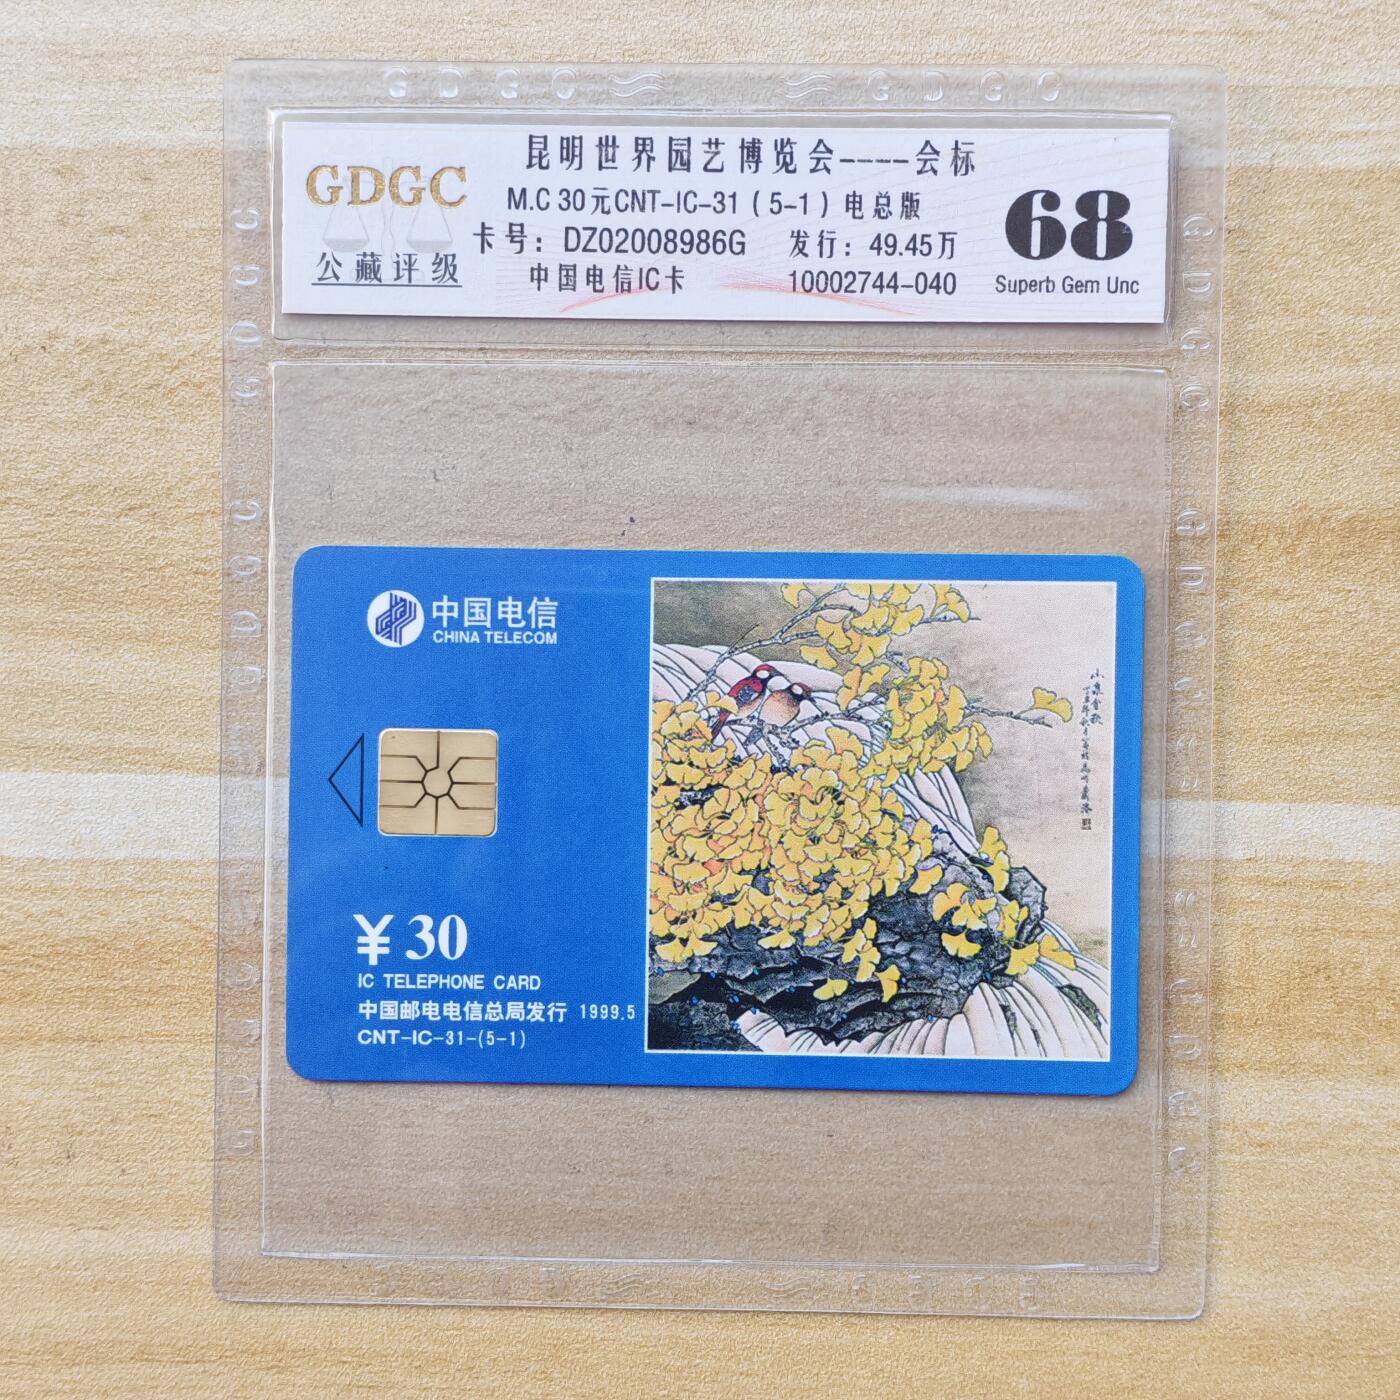 GDGC GDGC
昆明世界园艺博览会----会标
GDGC
公藏评级
M.C 30元CNT-IC-31（5-1）电总版
卡号：DZ02008986G 发行：49.45万
中国电信IC卡 10002744-040
68
Superb Gem Unc
中国电信
CHINA TELECOM
¥30
IC TELEPHONE CARD
中国邮电电信总局发行 1999.5
CNT-IC-31-(5-1)